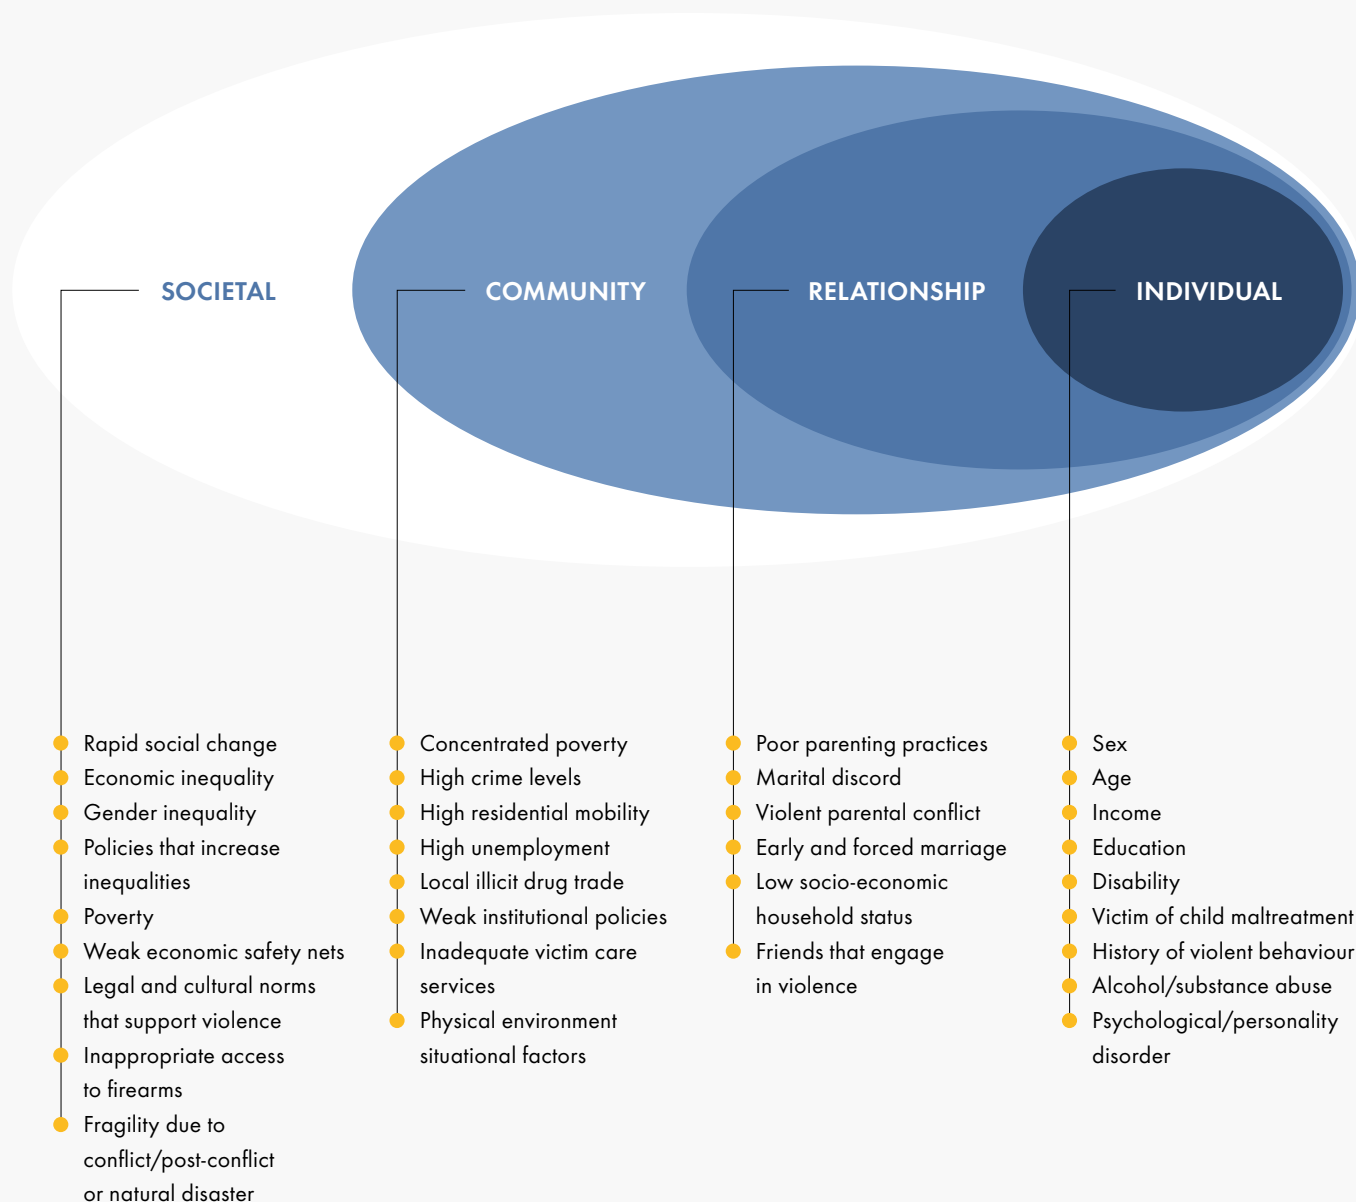 SOCIETAL
COMMUNITY
RELATIONSHIP
INDIVIDUAL
Rapid social change
Economic inequality
Gender inequality
Policies that increase
inequalities
Poverty
Weak economic safety nets
Legal and cultural norms
that support violence
Inappropriate access
to firearms
Fragility due to
conflict/post-conflict
or natural disaster
Concentrated poverty
High crime levels
High residential mobility
High unemployment
Local illicit drug trade
Weak institutional policies
Inadequate victim care
services
Physical environment
situational factors
Poor parenting practices
Marital discord
Violent parental conflict
Early and forced marriage
Low socio-economic
household status
Friends that engage
in violence
Sex
Age
Income
Education
Disability
Victim of child maltreatment
History of violent behaviour
Alcohol/substance abuse
Psychological/personality
disorder